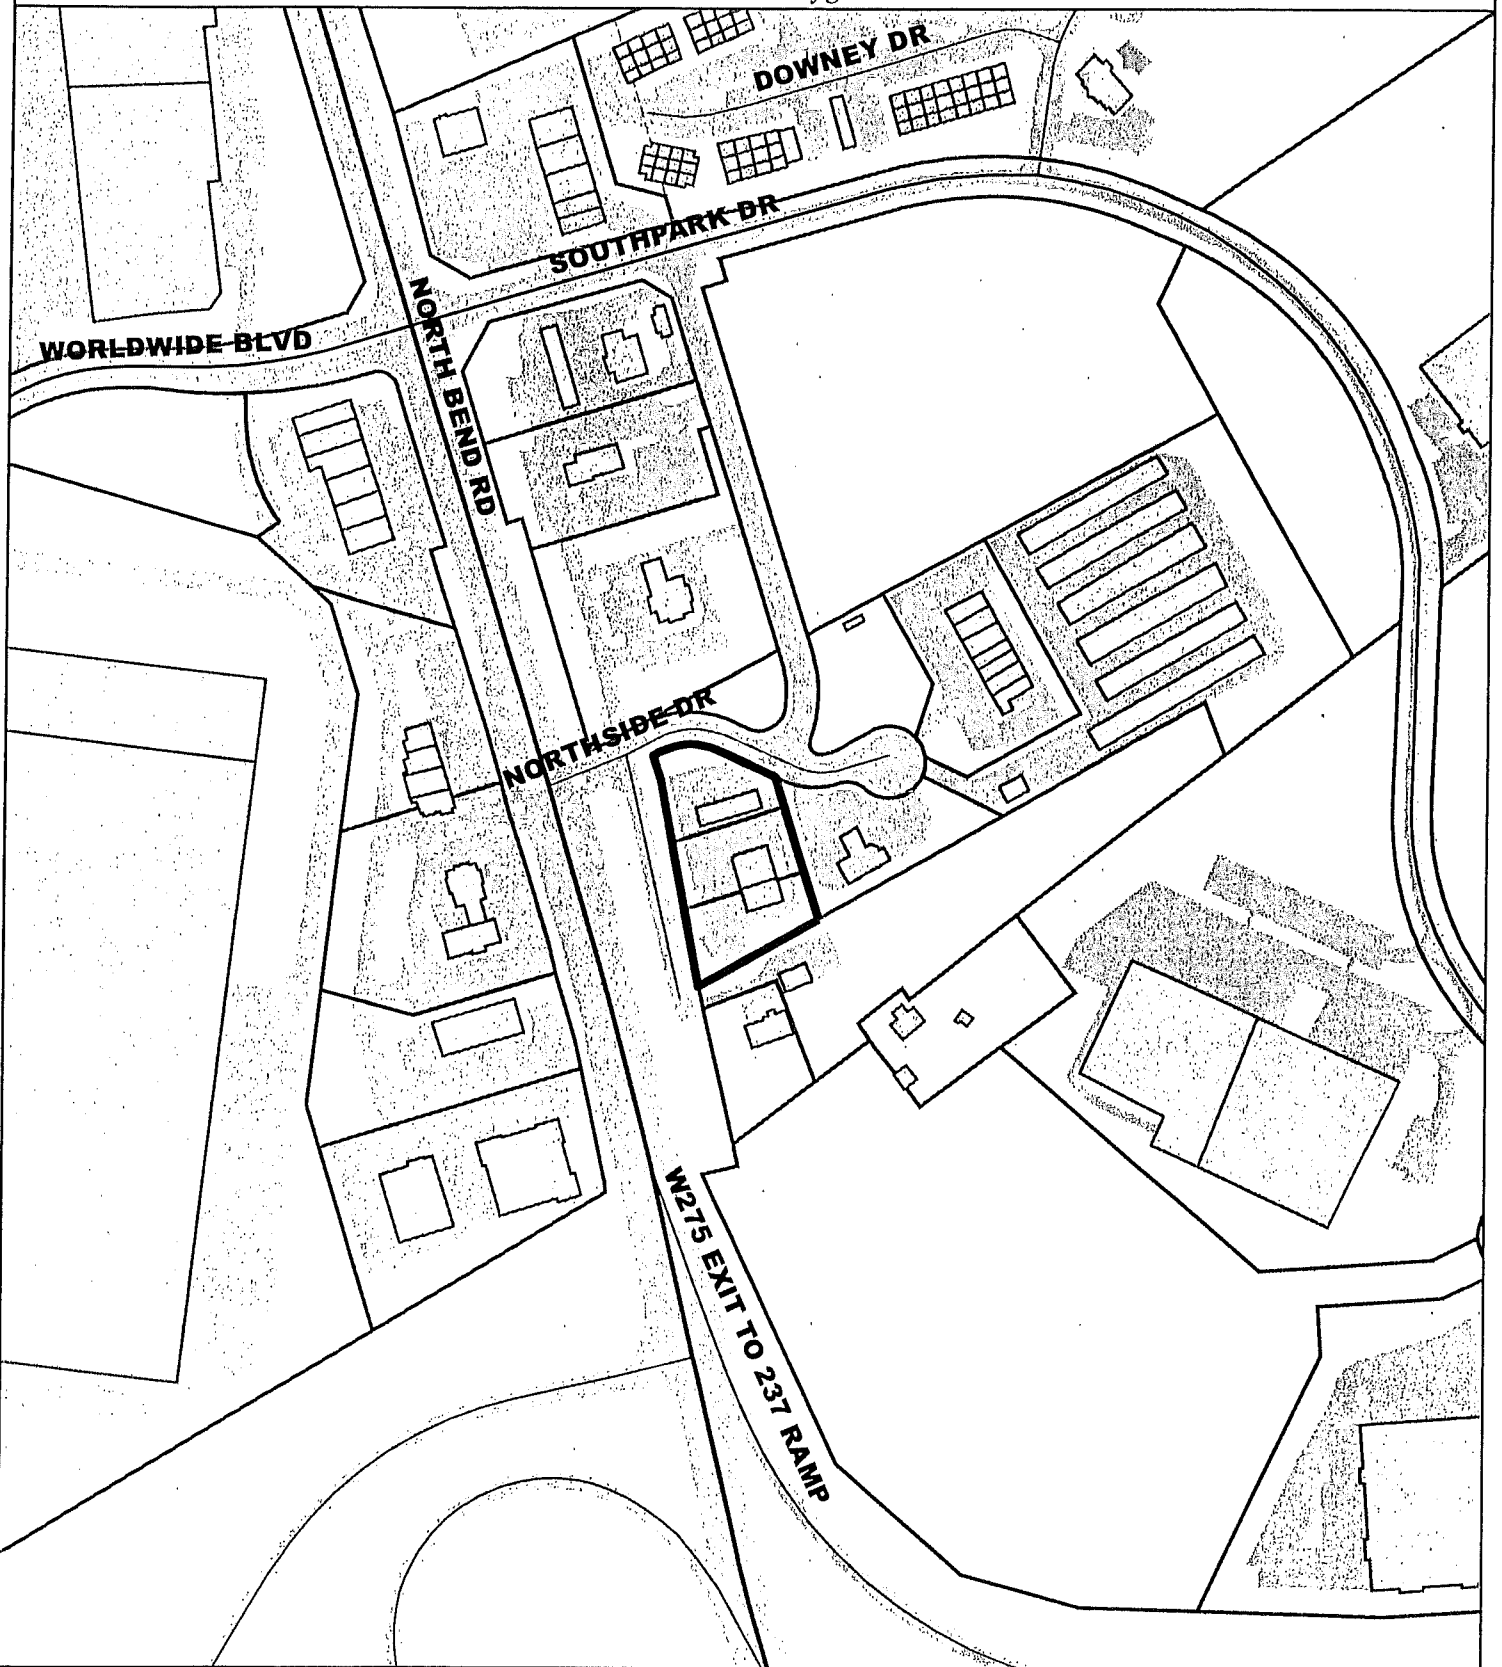 DOWNEY DR
SOUTHPARK DR
NORTH BEND RD
WORLDWIDE BLVD
NORTHSIDE DR
W275 EXIT TO 237 RAMP